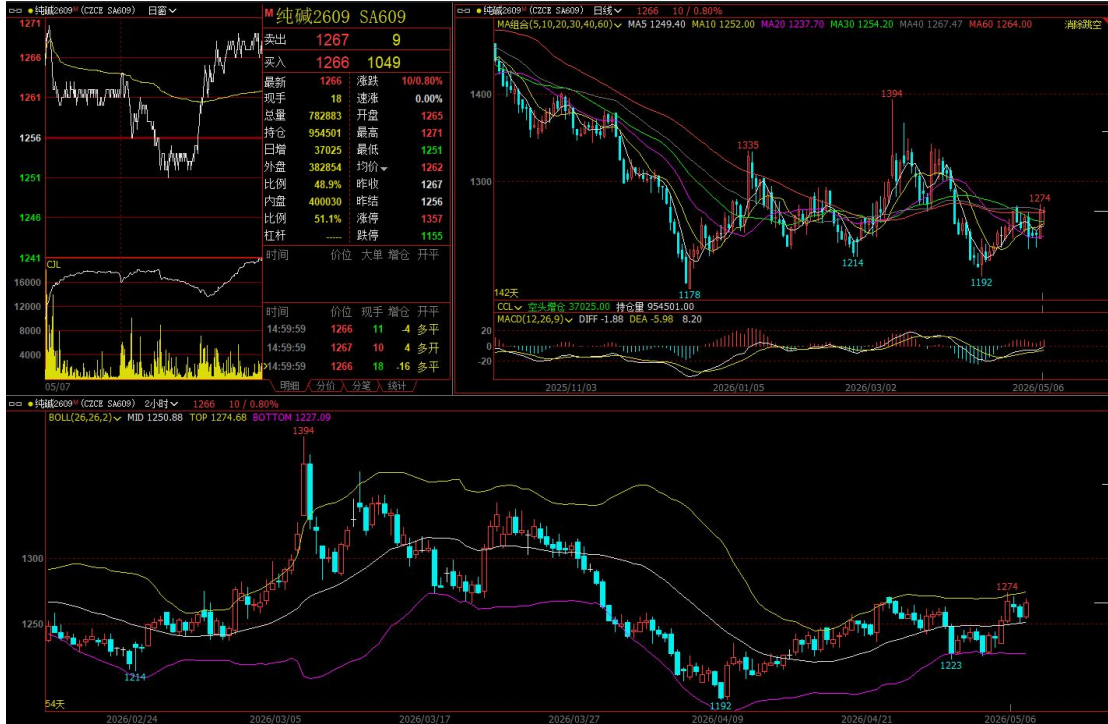 纯碱2609M (CZCE SA609) 日窗
1271
1266
1261
1256
1251
1246
1241
CJL
16000
12000
8000
4000
05/07
M 纯碱2609 SA609
卖出 1267 9
买入 1266 1049
最新 1266 涨跌 10/0.80%
现手 18 速涨 0.00%
总量 782883 开盘 1265
持仓 954501 最高 1271
日增 37025 最低 1251
外盘 382854 均价 1262
比例 48.9% 昨收 1267
内盘 400030 昨结 1256
比例 51.1% 涨停 1357
杠杆 ----- 跌停 1155
时间 价位 大单 增仓 开平
时间 价位 现手 增仓 开平
14:59:59 1266 11 -4 多平
14:59:59 1267 10 4 多开
14:59:59 1266 18 -16 多平
明细 分价 分笔 统计
纯碱2609M (CZCE SA609) 日线 1266 10 / 0.80%
MA组合(5,10,20,30,40,60) MA5 1249.40 MA10 1252.00 MA20 1237.70 MA30 1254.20 MA40 1267.47 MA60 1264.00 消除跳空
1400
1394
1335
1300
1274
1214
1192
1178
142天
CCL 空头增仓 37025.00 持仓量 954501.00
MACD(12,26,9) DIFF -1.88 DEA -5.98 8.20
20
0
-20
2025/11/03 2026/01/05 2026/03/02 2026/05/06
纯碱2609M (CZCE SA609) 2小时 1266 10 / 0.80%
BOLL(26,26,2) MID 1250.88 TOP 1274.68 BOTTOM 1227.09
1394
1300
1274
1250
1223
1214
1192
54天
2026/02/24 2026/03/05 2026/03/17 2026/03/27 2026/04/09 2026/04/21 2026/05/06